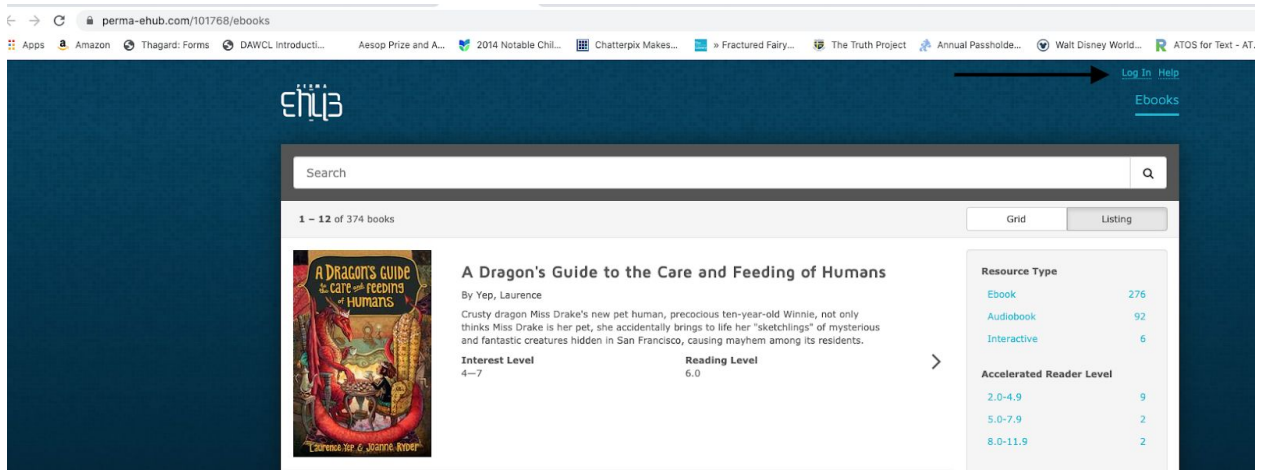 perma-ehub.com/101768/ebooks
Apps Amazon Thagard: Forms DAWCL Introducti... Aesop Prize and A... 2014 Notable Chil... Chatterpix Makes... » Fractured Fairy... The Truth Project Annual Passholde... Walt Disney World... ATOS for Text - AT.
Log In Help
PERMA
Ehub
Ebooks
Search
1 – 12 of 374 books
Grid Listing
A DRAGON'S GUIDE
to the CARE and FEEDING
of HUMANS
Laurence Yep & Joanne Ryder
A Dragon's Guide to the Care and Feeding of Humans
By Yep, Laurence
Crusty dragon Miss Drake's new pet human, precocious ten-year-old Winnie, not only
thinks Miss Drake is her pet, she accidentally brings to life her "sketchlings" of mysterious
and fantastic creatures hidden in San Francisco, causing mayhem among its residents.
Interest Level Reading Level
4—7 6.0
Resource Type
Ebook 276
Audiobook 92
Interactive 6
Accelerated Reader Level
2.0-4.9 9
5.0-7.9 2
8.0-11.9 2